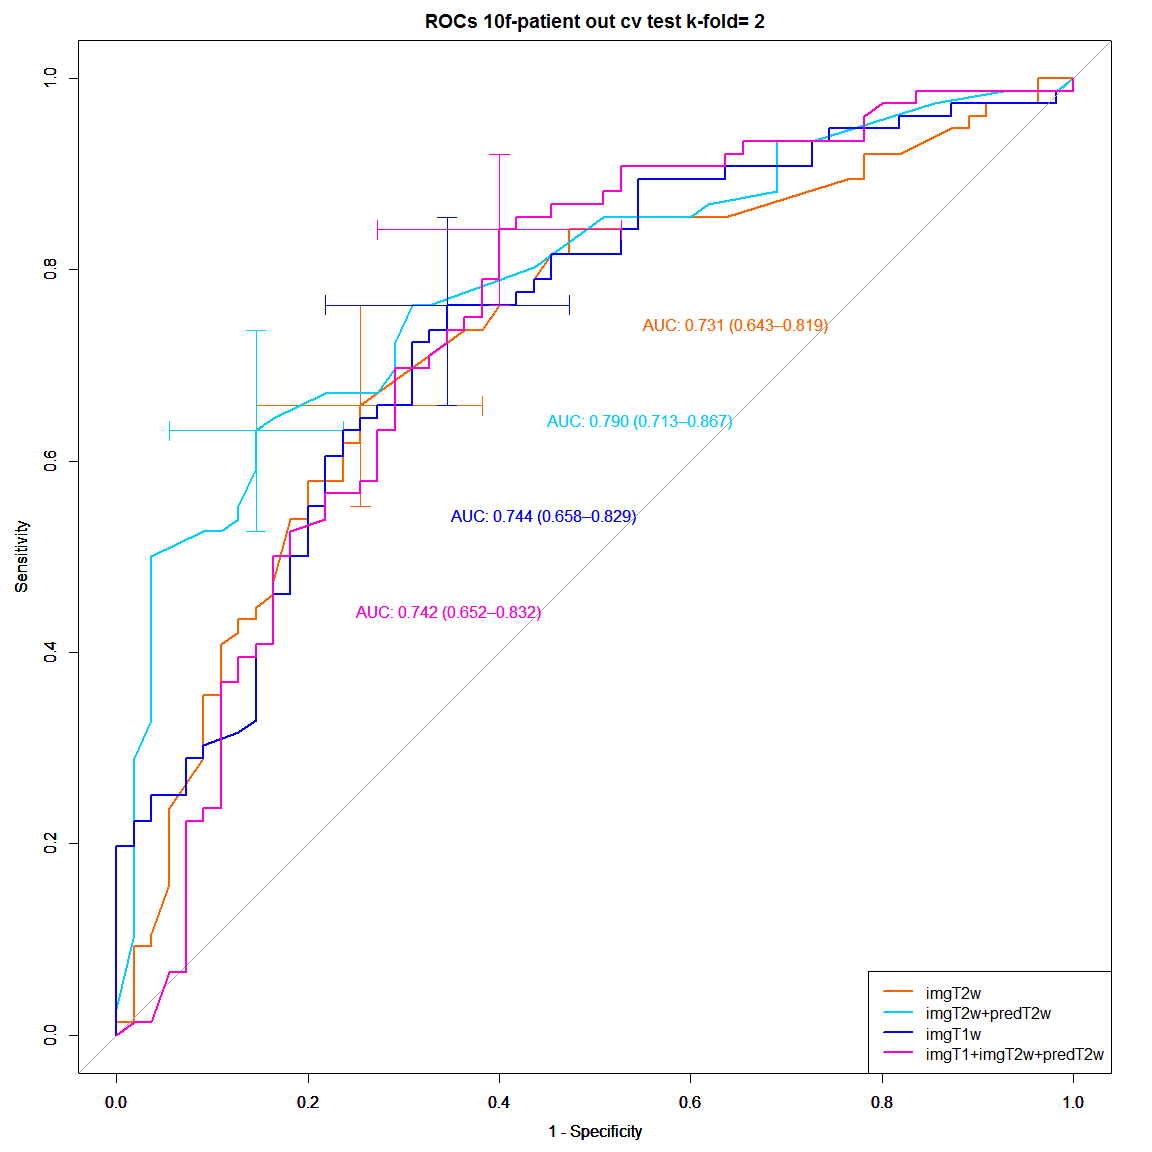 ROCs 10f-patient out cv test k-fold= 2
1.0
0.8
0.6
0.4
0.2
0.0
Sensitivity
AUC: 0.731 (0.643–0.819)
AUC: 0.790 (0.713–0.867)
AUC: 0.744 (0.658–0.829)
AUC: 0.742 (0.652–0.832)
imgT2w
imgT2w+predT2w
imgT1w
imgT1+imgT2w+predT2w
0.0 0.2 0.4 0.6 0.8 1.0
1 - Specificity